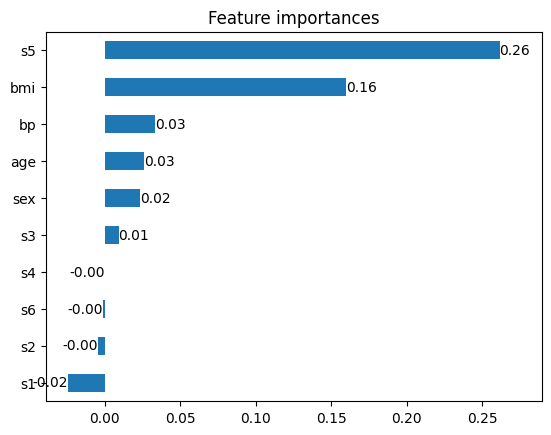 Feature importances
s5 0.26
bmi 0.16
bp 0.03
age 0.03
sex 0.02
s3 0.01
s4 -0.00
s6 -0.00
s2 -0.00
s1 -0.02
0.00 0.05 0.10 0.15 0.20 0.25